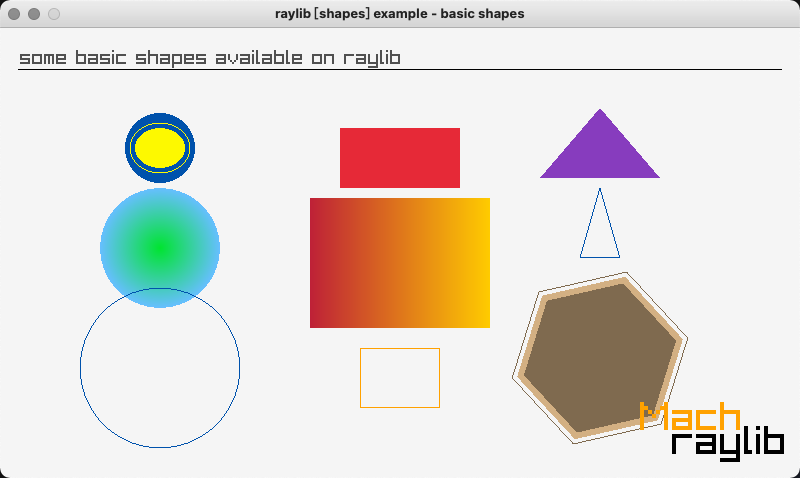 raylib [shapes] example - basic shapes
some basic shapes available on raylib
Mach
raylib